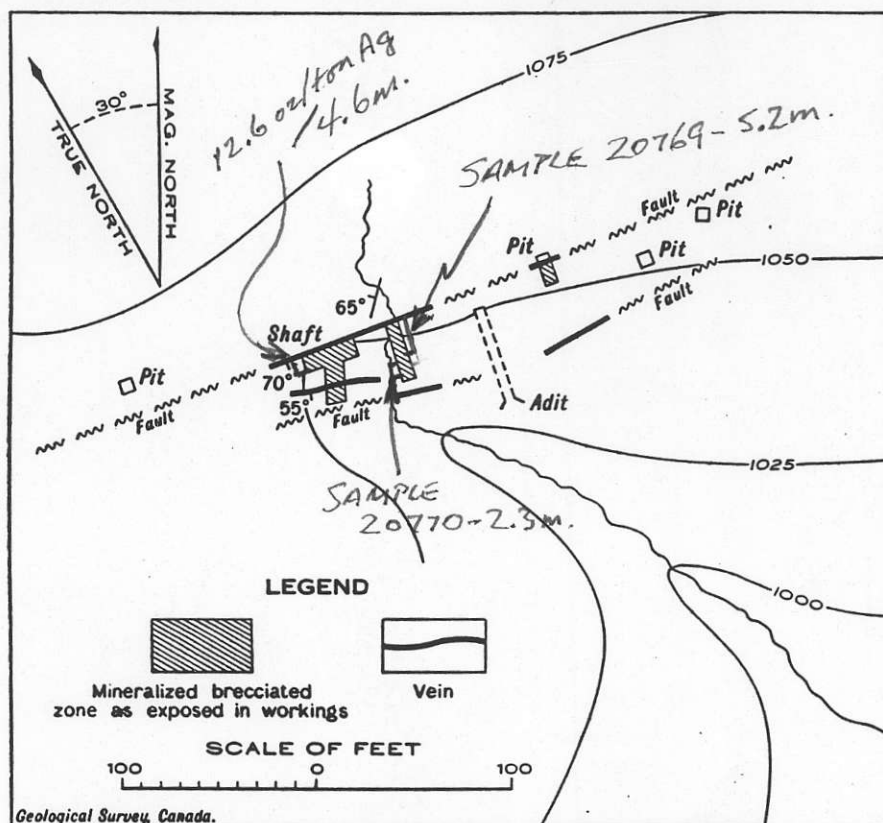 1075
12.6 oz/ton Ag
/4.6m.
30°
TRUE NORTH
MAG. NORTH
SAMPLE 20769-5.2m.
Fault
Pit
Pit
Pit
1050
Fault
65°
Shaft
Pit
70°
55°
Fault
Fault
Adit
1025
SAMPLE
20770-2.3m.
1000
LEGEND
Mineralized brecciated
zone as exposed in workings
Vein
SCALE OF FEET
100 0 100
Geological Survey, Canada.